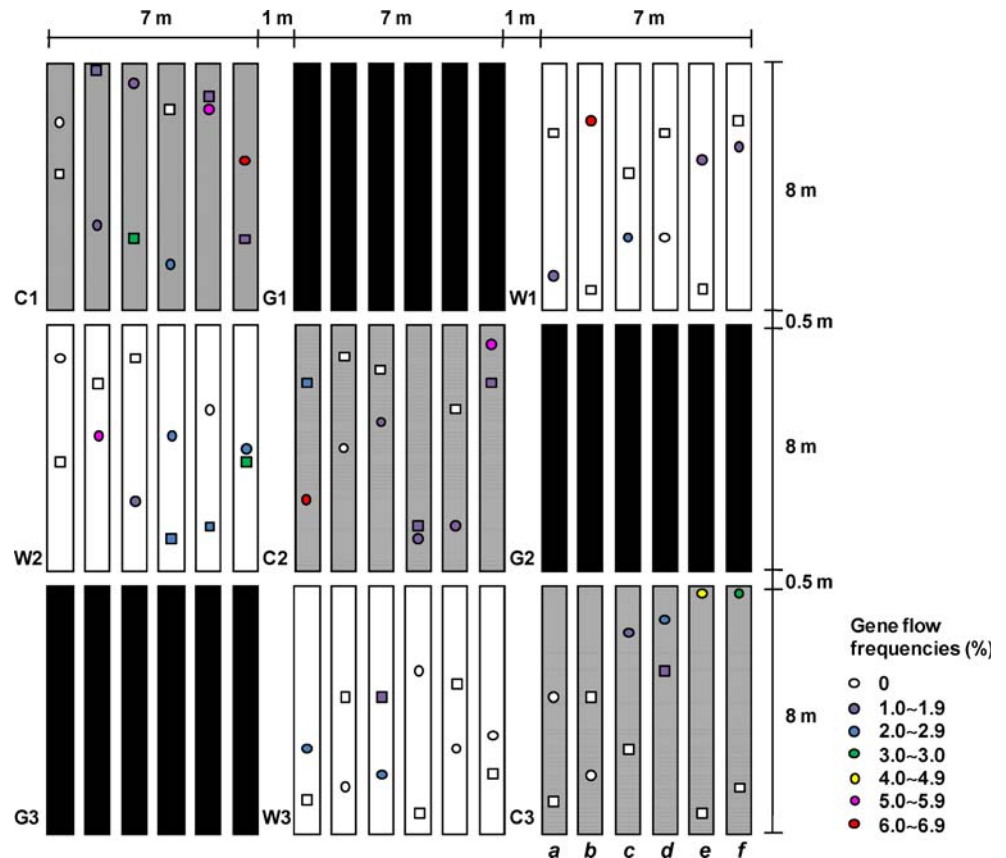 7 m 1 m 7 m 1 m 7 m
8 m
C1 G1 W1
0.5 m
8 m
W2 C2 G2
0.5 m
Gene flow
frequencies (%)
0
1.0~1.9
8 m
2.0~2.9
3.0~3.0
4.0~4.9
5.0~5.9
G3 W3 C3
6.0~6.9
a b c d e f